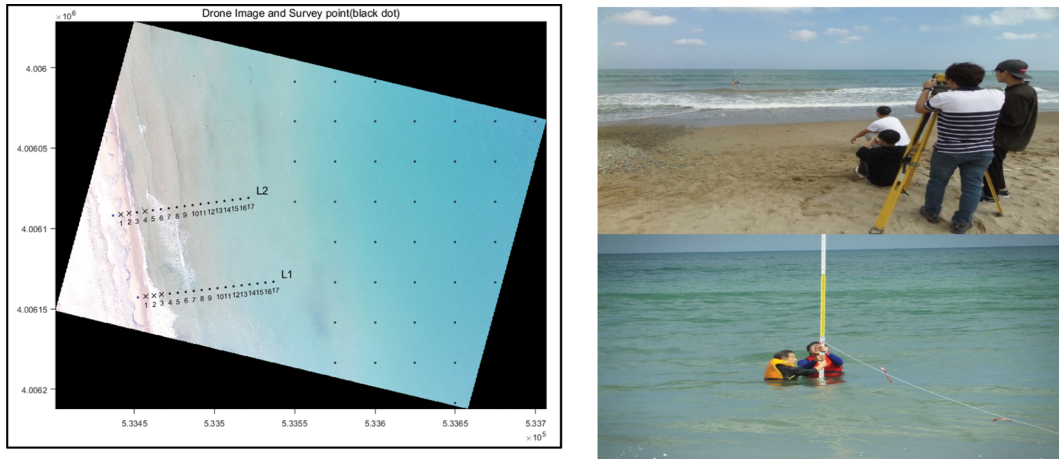 Drone Image and Survey point(black dot)
×10⁶
4.006
4.00605
L2
1 2 3 4 5 6 7 8 9 10 11 12 13 14 15 16 17
4.0061
L1
1 2 3 4 5 6 7 8 9 10 11 12 13 14 15 16 17
4.00615
4.0062
5.3345 5.335 5.3355 5.336 5.3365 5.337
×10⁵